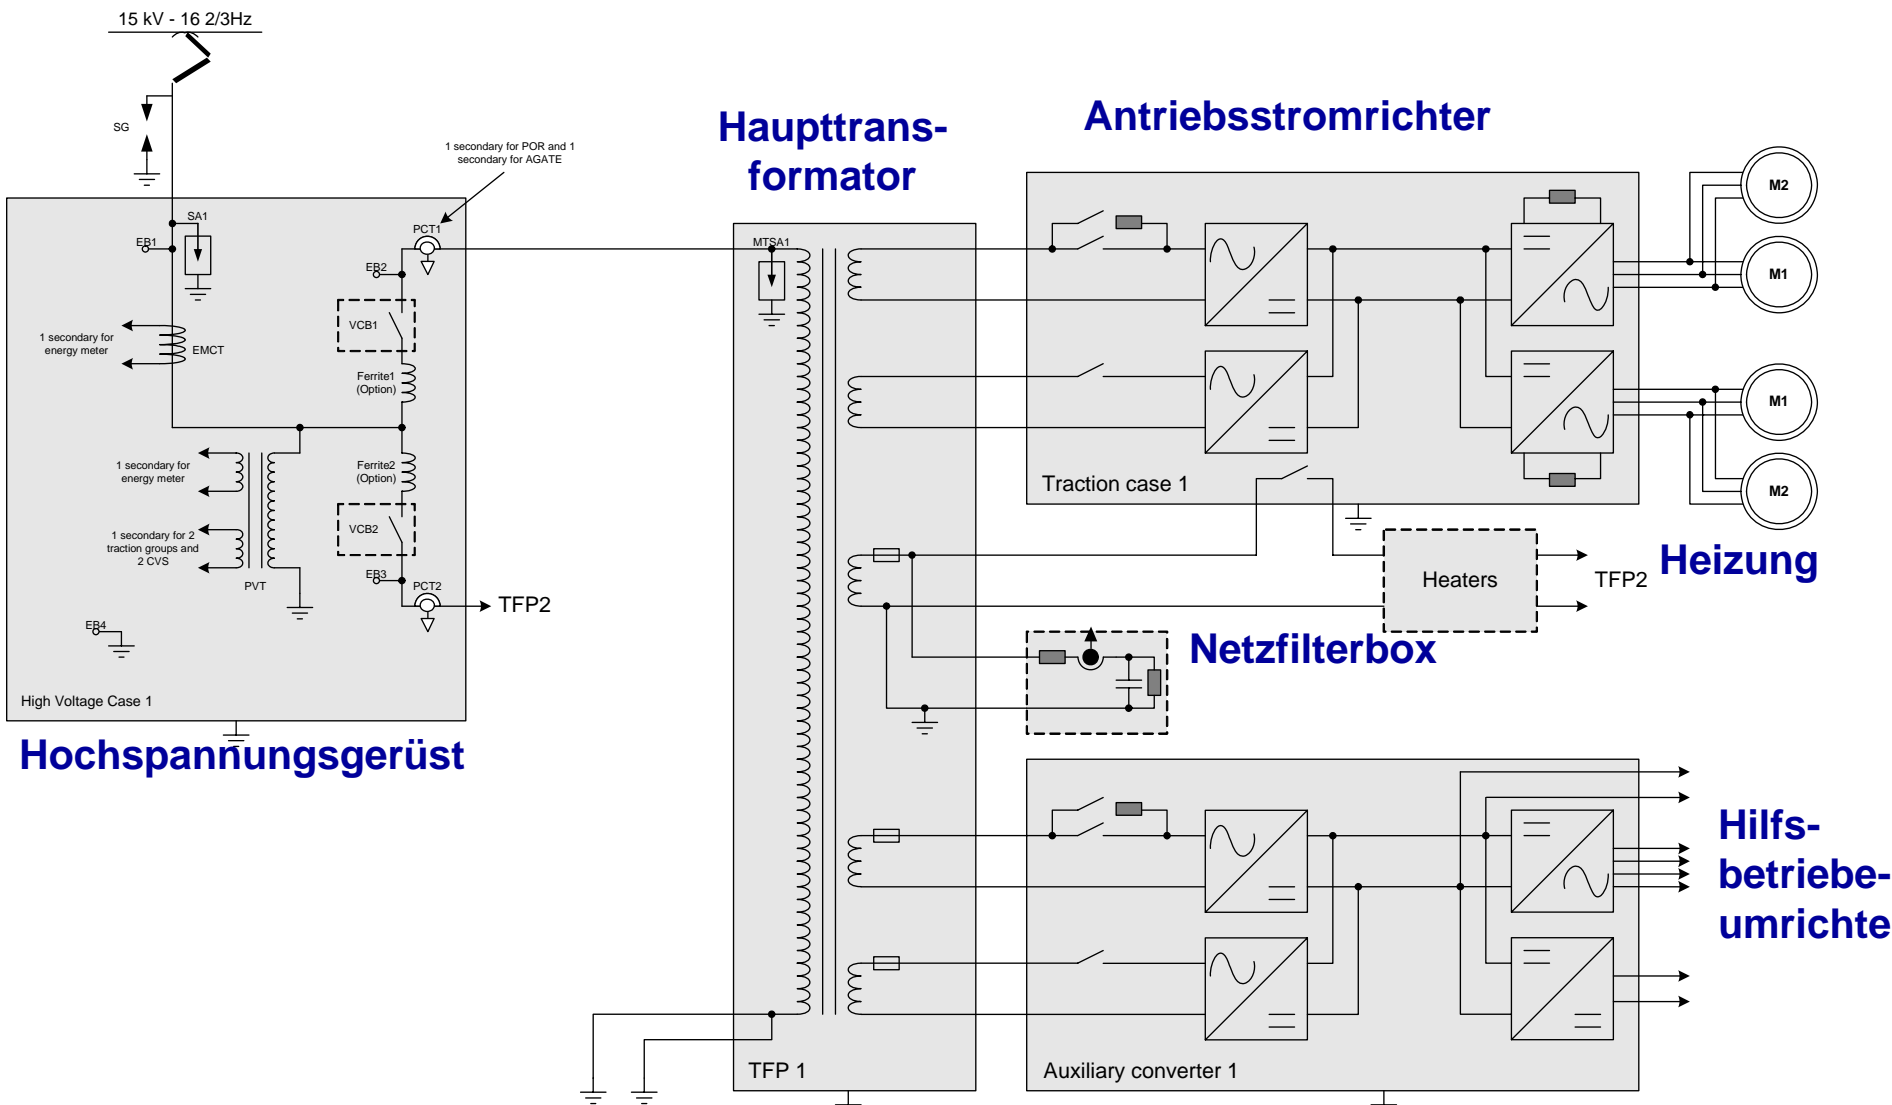 15 kV - 16 2/3Hz
SG
1 secondary for POR and 1
secondary for AGATE
SA1
EB1
PCT1
EB2
VCB1
1 secondary for
energy meter
EMCT
Ferrite1
(Option)
1 secondary for
energy meter
Ferrite2
(Option)
1 secondary for 2
traction groups and
2 CVS
VCB2
PVT
EB3
PCT2
TFP2
EB4
High Voltage Case 1
Hochspannungsgerüst
Haupttrans-
formator
MTSA1
TFP 1
Antriebsstromrichter
M2
M1
M1
M2
Traction case 1
Heaters
TFP2
Heizung
Netzfilterbox
Hilfs-
betriebe-
umrichte
Auxiliary converter 1